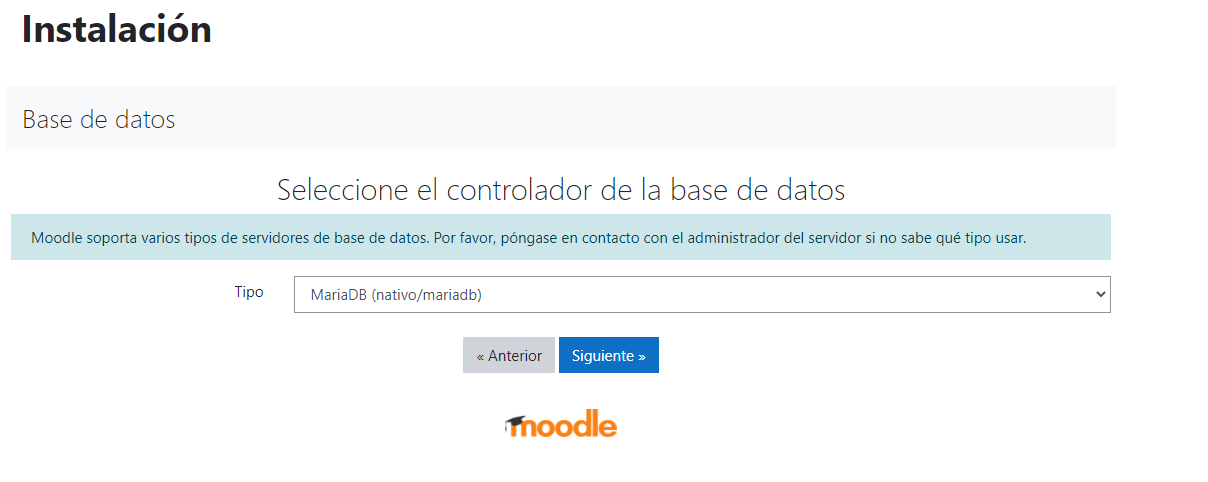 Instalación
Base de datos
Seleccione el controlador de la base de datos
Moodle soporta varios tipos de servidores de base de datos. Por favor, póngase en contacto con el administrador del servidor si no sabe qué tipo usar.
Tipo
MariaDB (nativo/mariadb)
« Anterior
Siguiente »
moodle